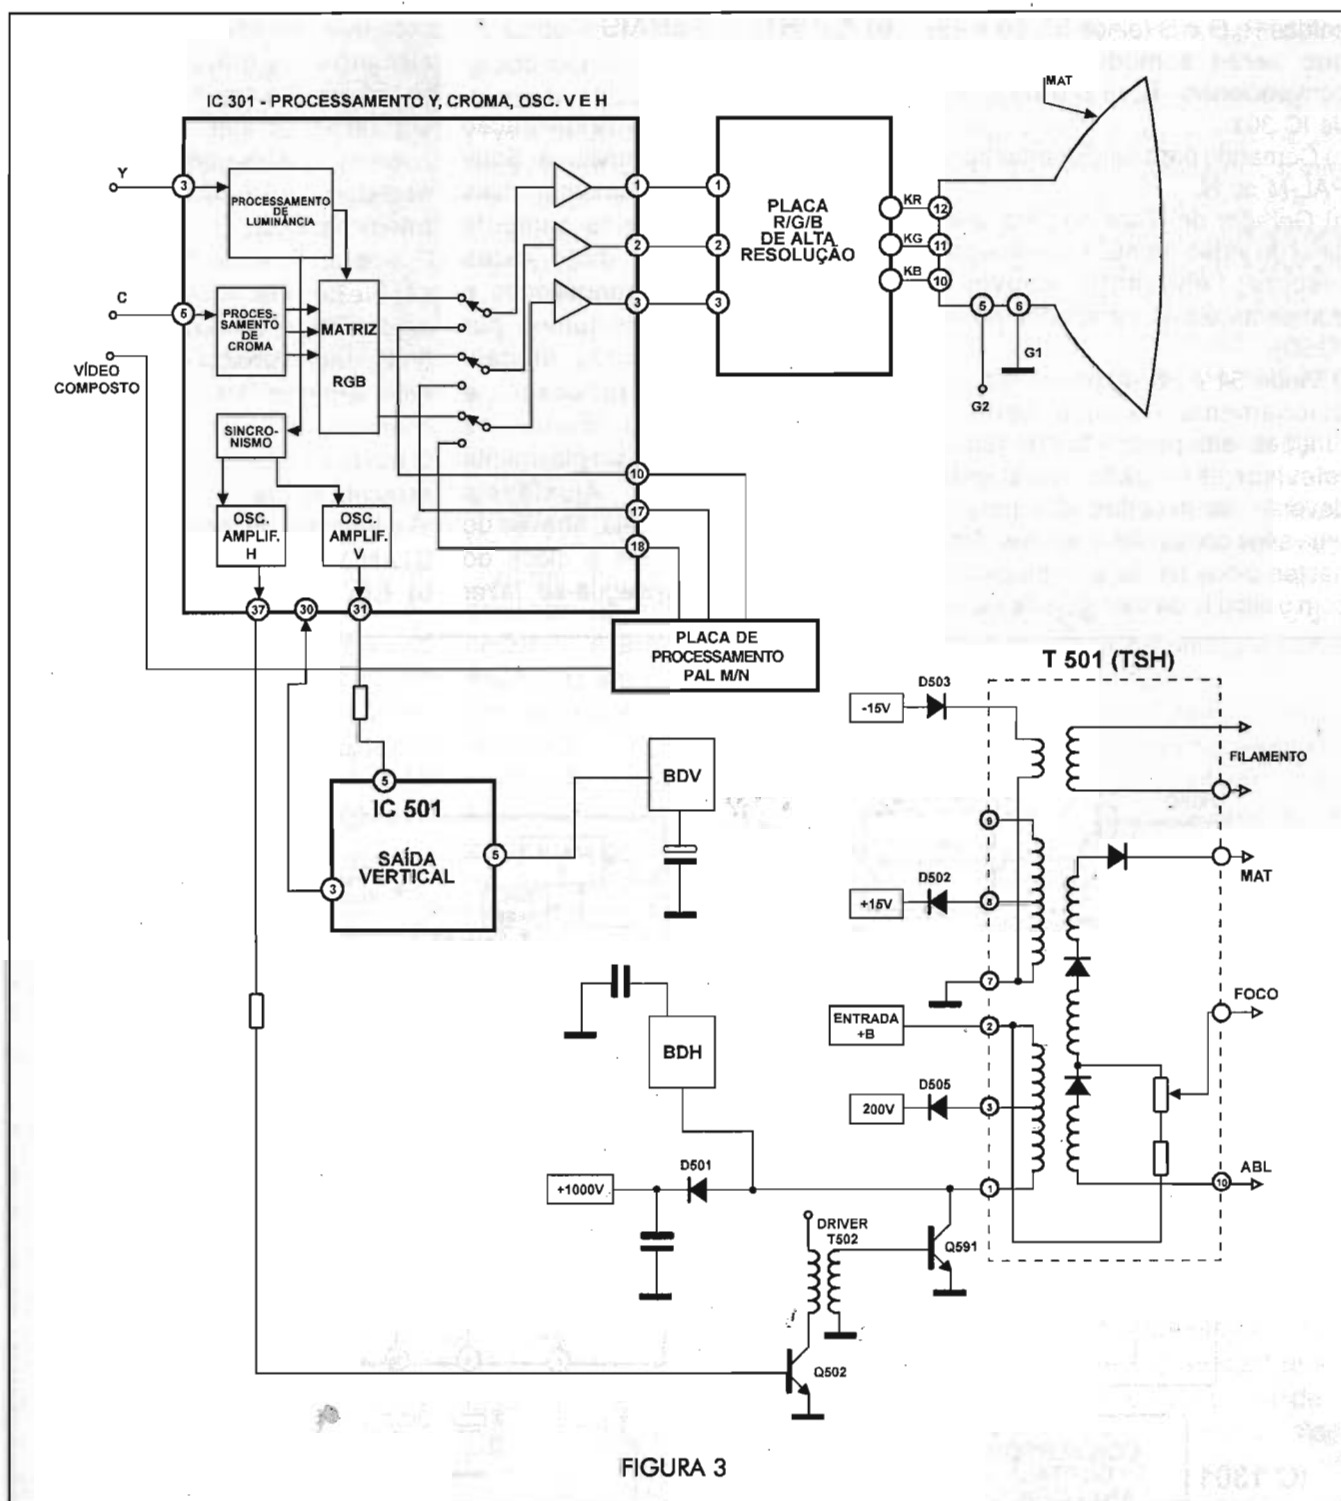 IC 301 - PROCESSAMENTO Y, CROMA, OSC. V E H
MAT
Y
3
PROCESSAMENTO
DE
LUMINÂNCIA
1
2
3
1
2
3
PLACA
R/G/B
DE ALTA
RESOLUÇÃO
KR
12
KG
11
KB
10
5
6
G1
G2
C
5
PROCES-
SAMENTO
DE
CROMA
MATRIZ
RGB
VÍDEO
COMPOSTO
SINCRO-
NISMO
OSC.
AMPLIF.
H
OSC.
AMPLIF.
V
10
17
18
37
30
31
PLACA DE
PROCESSAMENTO
PAL M/N
T 501 (TSH)
-15V
D503
FILAMENTO
BDV
5
IC 501
SAÍDA
VERTICAL
5
3
9
+15V
D502
8
MAT
7
ENTRADA
+B
2
FOCO
BDH
200V
D505
3
+1000V
D501
1
10
ABL
DRIVER
T502
Q591
Q502
FIGURA 3